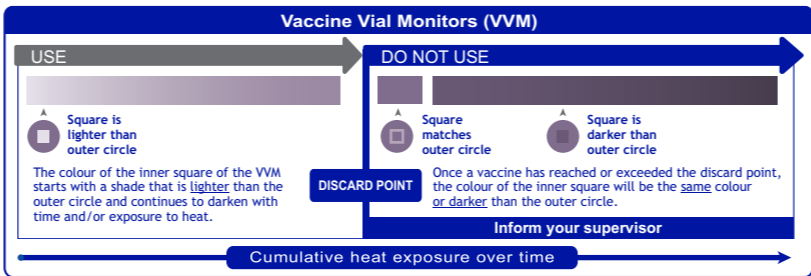 Vaccine Vial Monitors (VVM)
USE
Square is
lighter than
outer circle
The colour of the inner square of the VVM
starts with a shade that is lighter than the
outer circle and continues to darken with
time and/or exposure to heat.
DISCARD POINT
DO NOT USE
Square
matches
outer circle
Square is
darker than
outer circle
Once a vaccine has reached or exceeded the discard point,
the colour of the inner square will be the same colour
or darker than the outer circle.
Inform your supervisor
Cumulative heat exposure over time